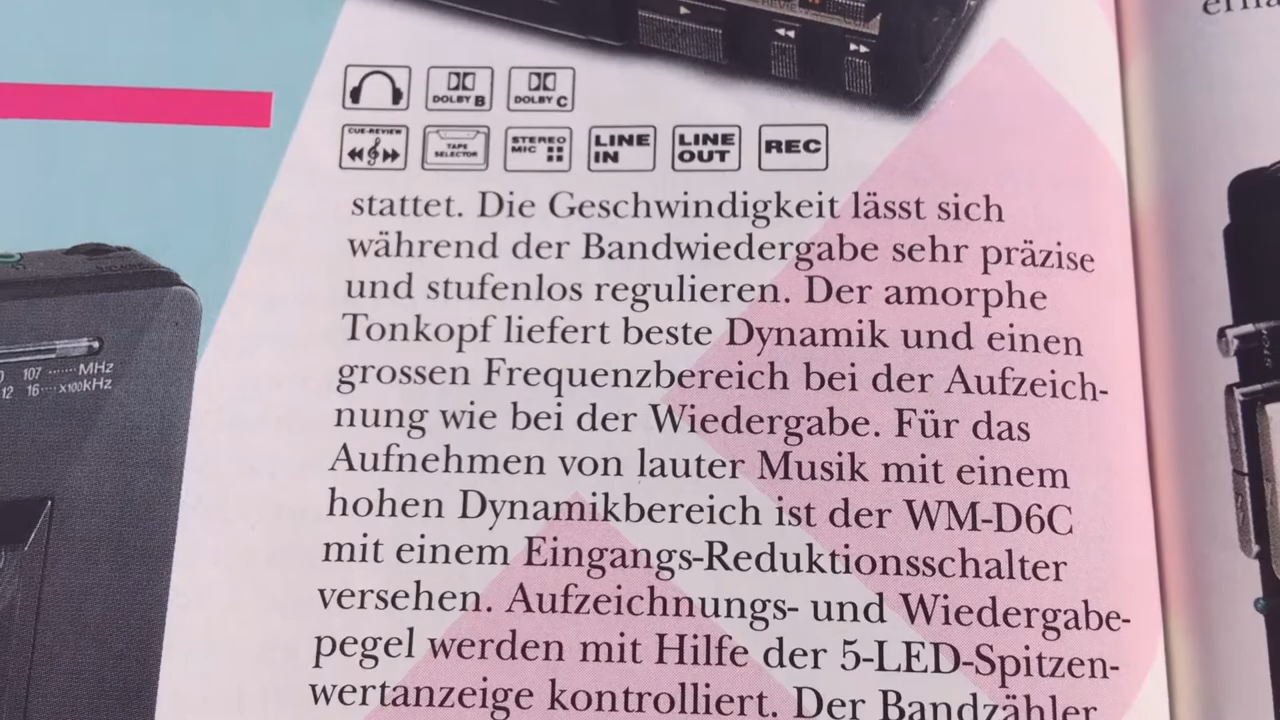 DOLBY B
DOLBY C
CUE-REVIEW
TAPE SELECTOR
STEREO MIC
LINE IN
LINE OUT
REC
stattet. Die Geschwindigkeit lässt sich
während der Bandwiedergabe sehr präzise
und stufenlos regulieren. Der amorphe
Tonkopf liefert beste Dynamik und einen
grossen Frequenzbereich bei der Aufzeich-
nung wie bei der Wiedergabe. Für das
Aufnehmen von lauter Musik mit einem
hohen Dynamikbereich ist der WM-D6C
mit einem Eingangs-Reduktionsschalter
versehen. Aufzeichnungs- und Wiedergabe-
pegel werden mit Hilfe der 5-LED-Spitzen-
wertanzeige kontrolliert. Der Bandzähler
107 ······· MHz
12 16 ···· x100kHz